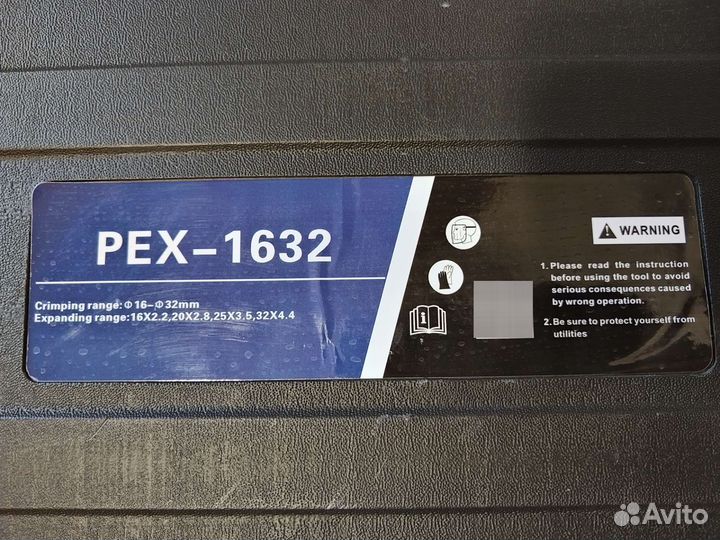 PEX-1632
Crimping range:Φ16-Φ32mm
Expanding range:16X2.2,20X2.8,25X3.5,32X4.4
WARNING
1. Please read the instruction
before using the tool to avoid
serious consequences caused
by wrong operation.
2. Be sure to protect yourself from
utilities
Avito